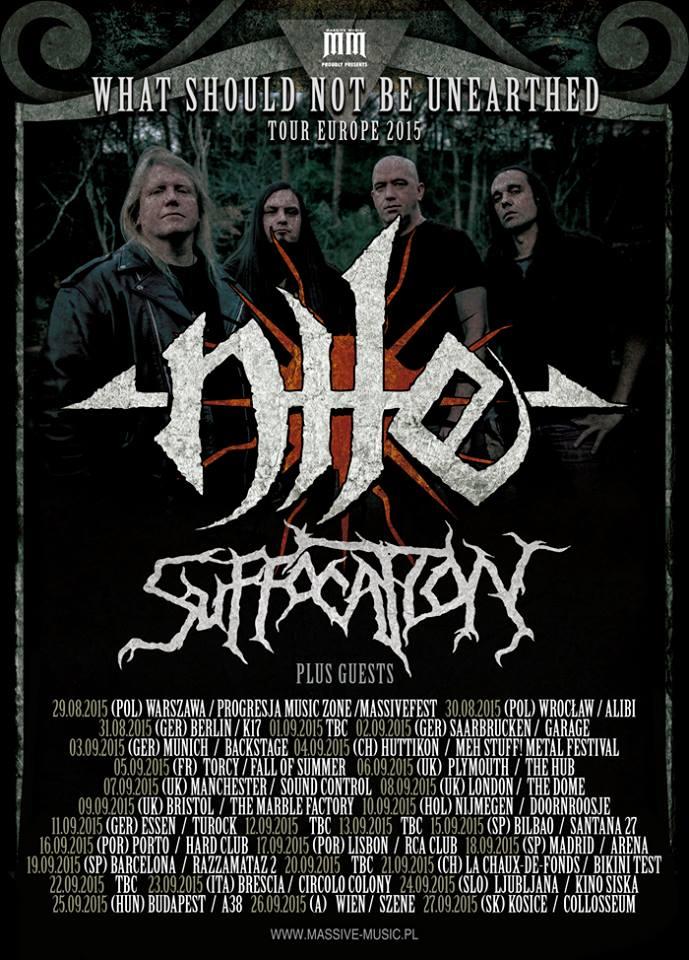 MASSIVE MUSIC
MM
PROUDLY PRESENTS
WHAT SHOULD NOT BE UNEARTHED
TOUR EUROPE 2015
nile
SUFFOCATION
PLUS GUESTS
29.08.2015 (POL) WARSZAWA / PROGRESJA MUSIC ZONE /MASSIVEFEST 30.08.2015 (POL) WROCŁAW / ALIBI
31.08.2015 (GER) BERLIN / K17 01.09.2015 TBC 02.09.2015 (GER) SAARBRUCKEN / GARAGE
03.09.2015 (GER) MUNICH / BACKSTAGE 04.09.2015 (CH) HUTTIKON / MEH STUFF! METAL FESTIVAL
05.09.2015 (FR) TORCY / FALL OF SUMMER 06.09.2015 (UK) PLYMOUTH / THE HUB
07.09.2015 (UK) MANCHESTER / SOUND CONTROL 08.09.2015 (UK) LONDON / THE DOME
09.09.2015 (UK) BRISTOL / THE MARBLE FACTORY 10.09.2015 (HOL) NIJMEGEN / DOORNROOSJE
11.09.2015 (GER) ESSEN / TUROCK 12.09.2015 TBC 13.09.2015 TBC 15.09.2015 (SP) BILBAO / SANTANA 27
16.09.2015 (POR) PORTO / HARD CLUB 17.09.2015 (POR) LISBON / RCA CLUB 18.09.2015 (SP) MADRID / ARENA
19.09.2015 (SP) BARCELONA / RAZZAMATAZ 2 20.09.2015 TBC 21.09.2015 (CH) LA CHAUX-DE-FONDS / BIKINI TEST
22.09.2015 TBC 23.09.2015 (ITA) BRESCIA / CIRCOLO COLONY 24.09.2015 (SLO) LJUBLJANA / KINO SISKA
25.09.2015 (HUN) BUDAPEST / A38 26.09.2015 (A) WIEN / SZENE 27.09.2015 (SK) KOSICE / COLLOSSEUM
WWW.MASSIVE-MUSIC.PL